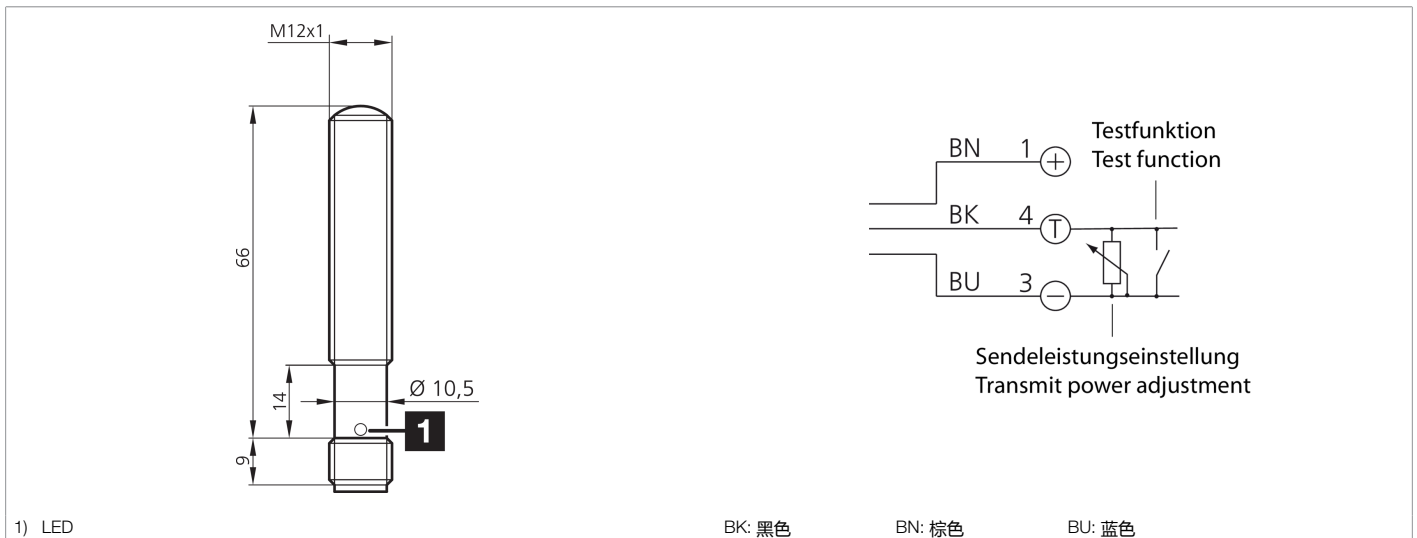 M12x1
66
14
Ø 10,5
9
1
BN 1 +
BK 4 T
BU 3 −
Testfunktion
Test function
Sendeleistungseinstellung
Transmit power adjustment
1) LED
BK: 黑色 BN: 棕色 BU: 蓝色